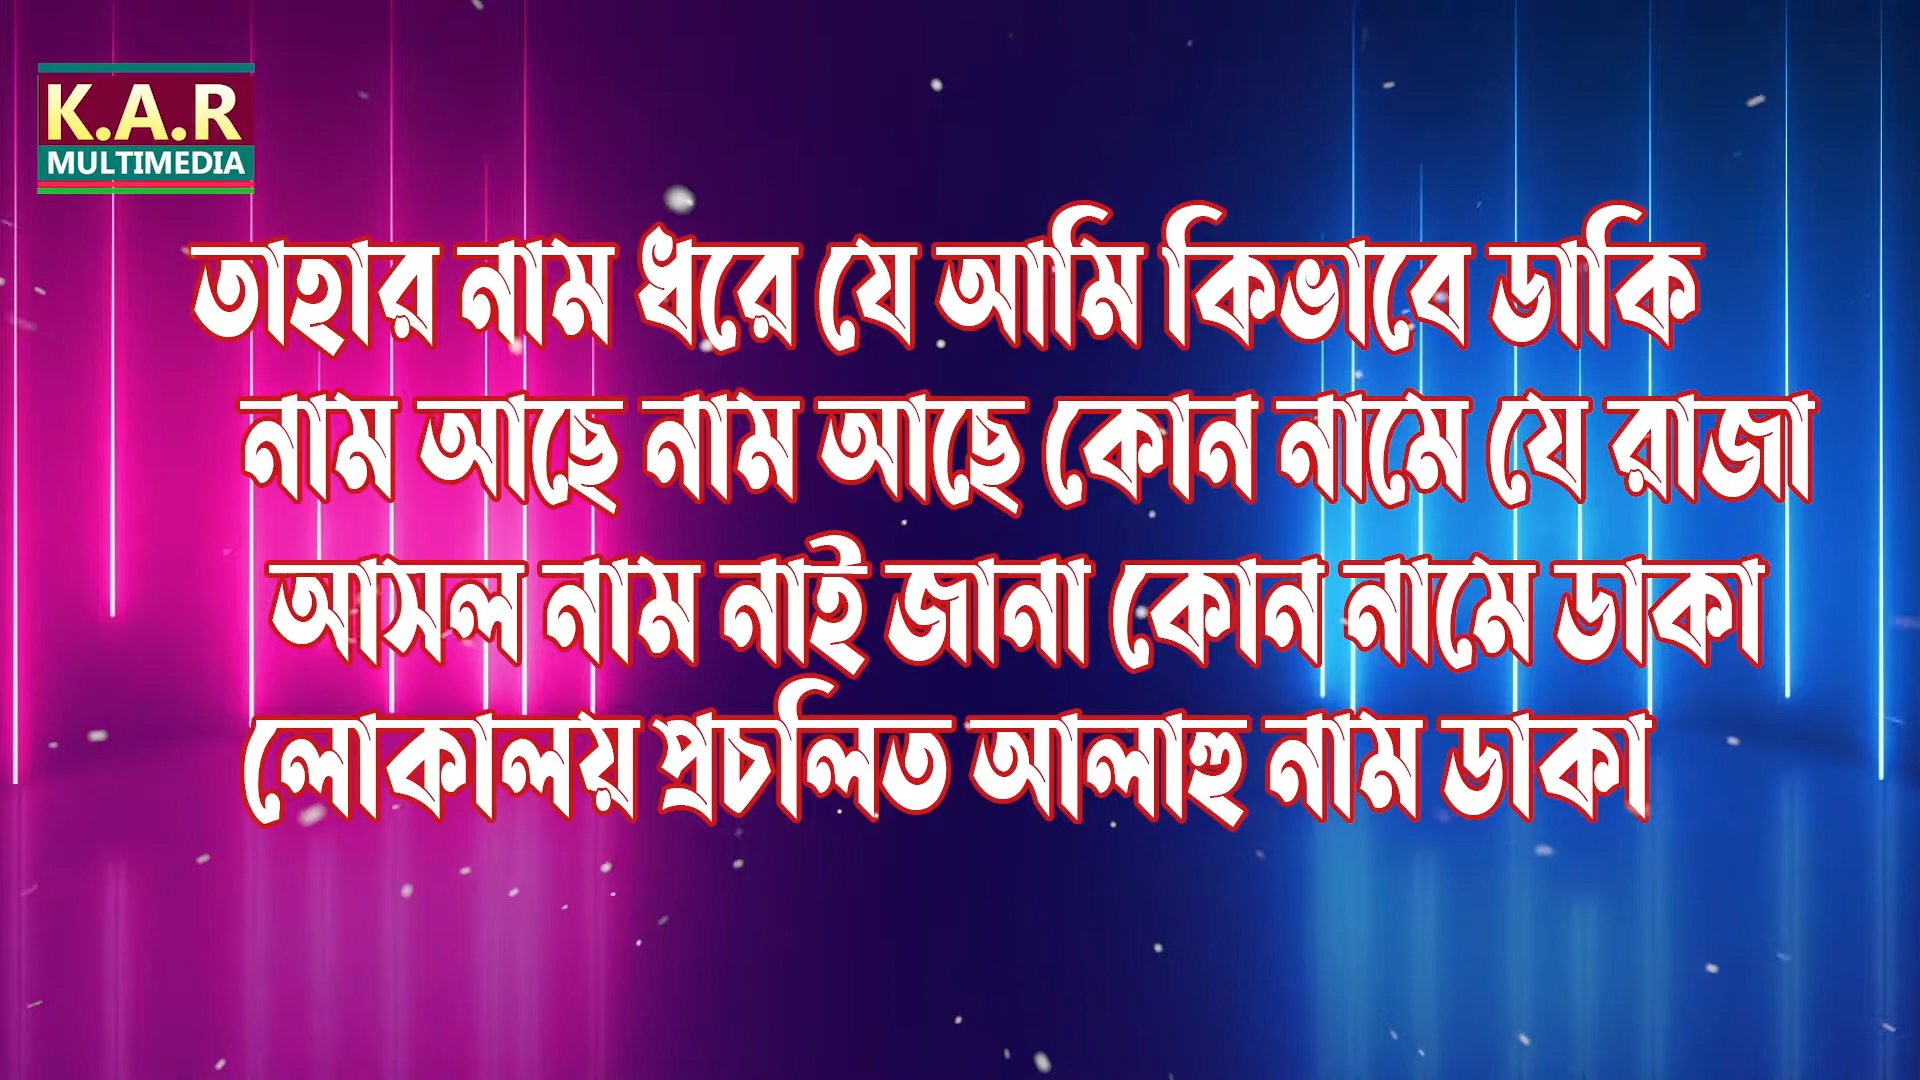 K.A.R
MULTIMEDIA
তাহার নাম ধরে যে আমি কিভাবে ডাকি
নাম আছে নাম আছে কোন নামে যে রাজা
আসল নাম নাই জানা কোন নামে ডাকা
লোকালয় প্রচলিত আলাহু নাম ডাকা